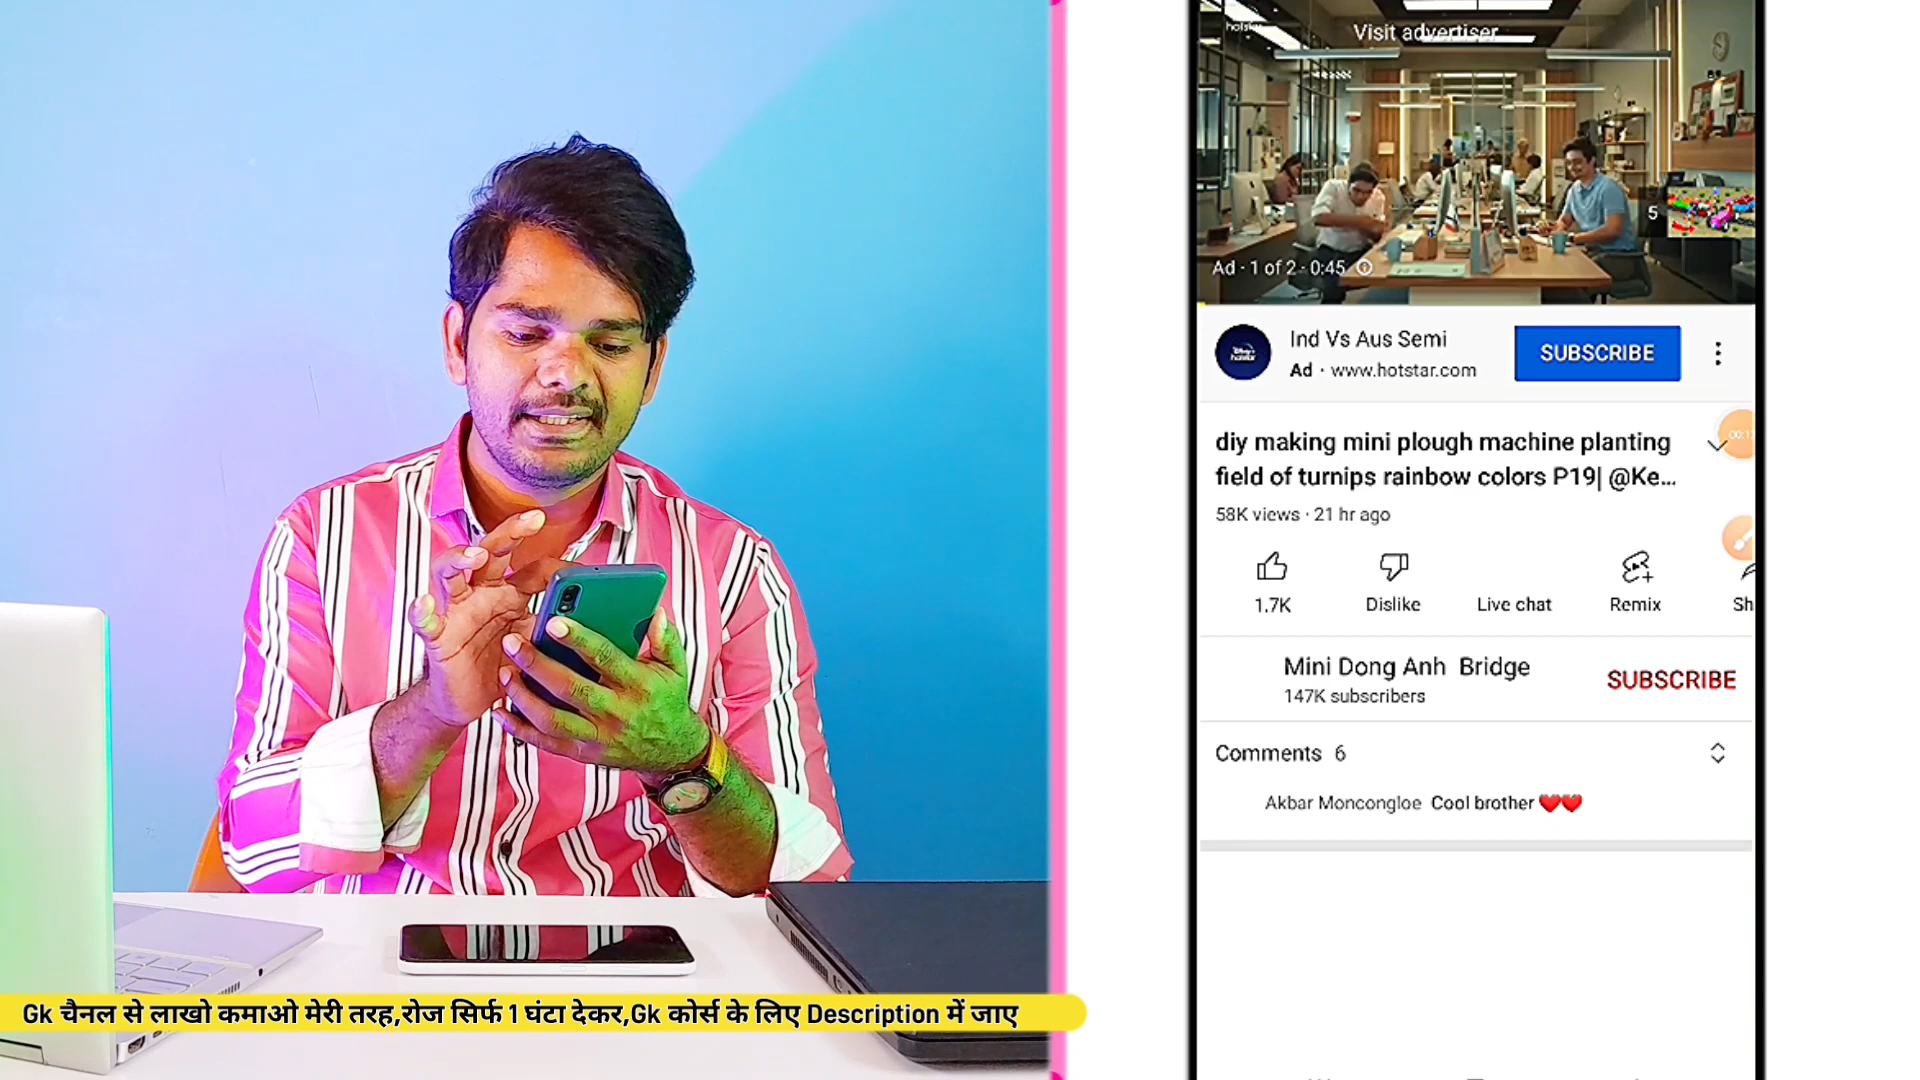 Visit advertiser
5
Ad · 1 of 2 · 0:45
Ind Vs Aus Semi
Ad · www.hotstar.com
SUBSCRIBE
diy making mini plough machine planting
field of turnips rainbow colors P19| @Ke...
58K views · 21 hr ago
1.7K
Dislike
Live chat
Remix
Sh
Mini Dong Anh Bridge
147K subscribers
SUBSCRIBE
Comments 6
Akbar Moncongloe Cool brother ❤️❤️
Gk चैनल से लाखो कमाओ मेरी तरह,रोज सिर्फ 1 घंटा देकर,Gk कोर्स के लिए Description में जाए